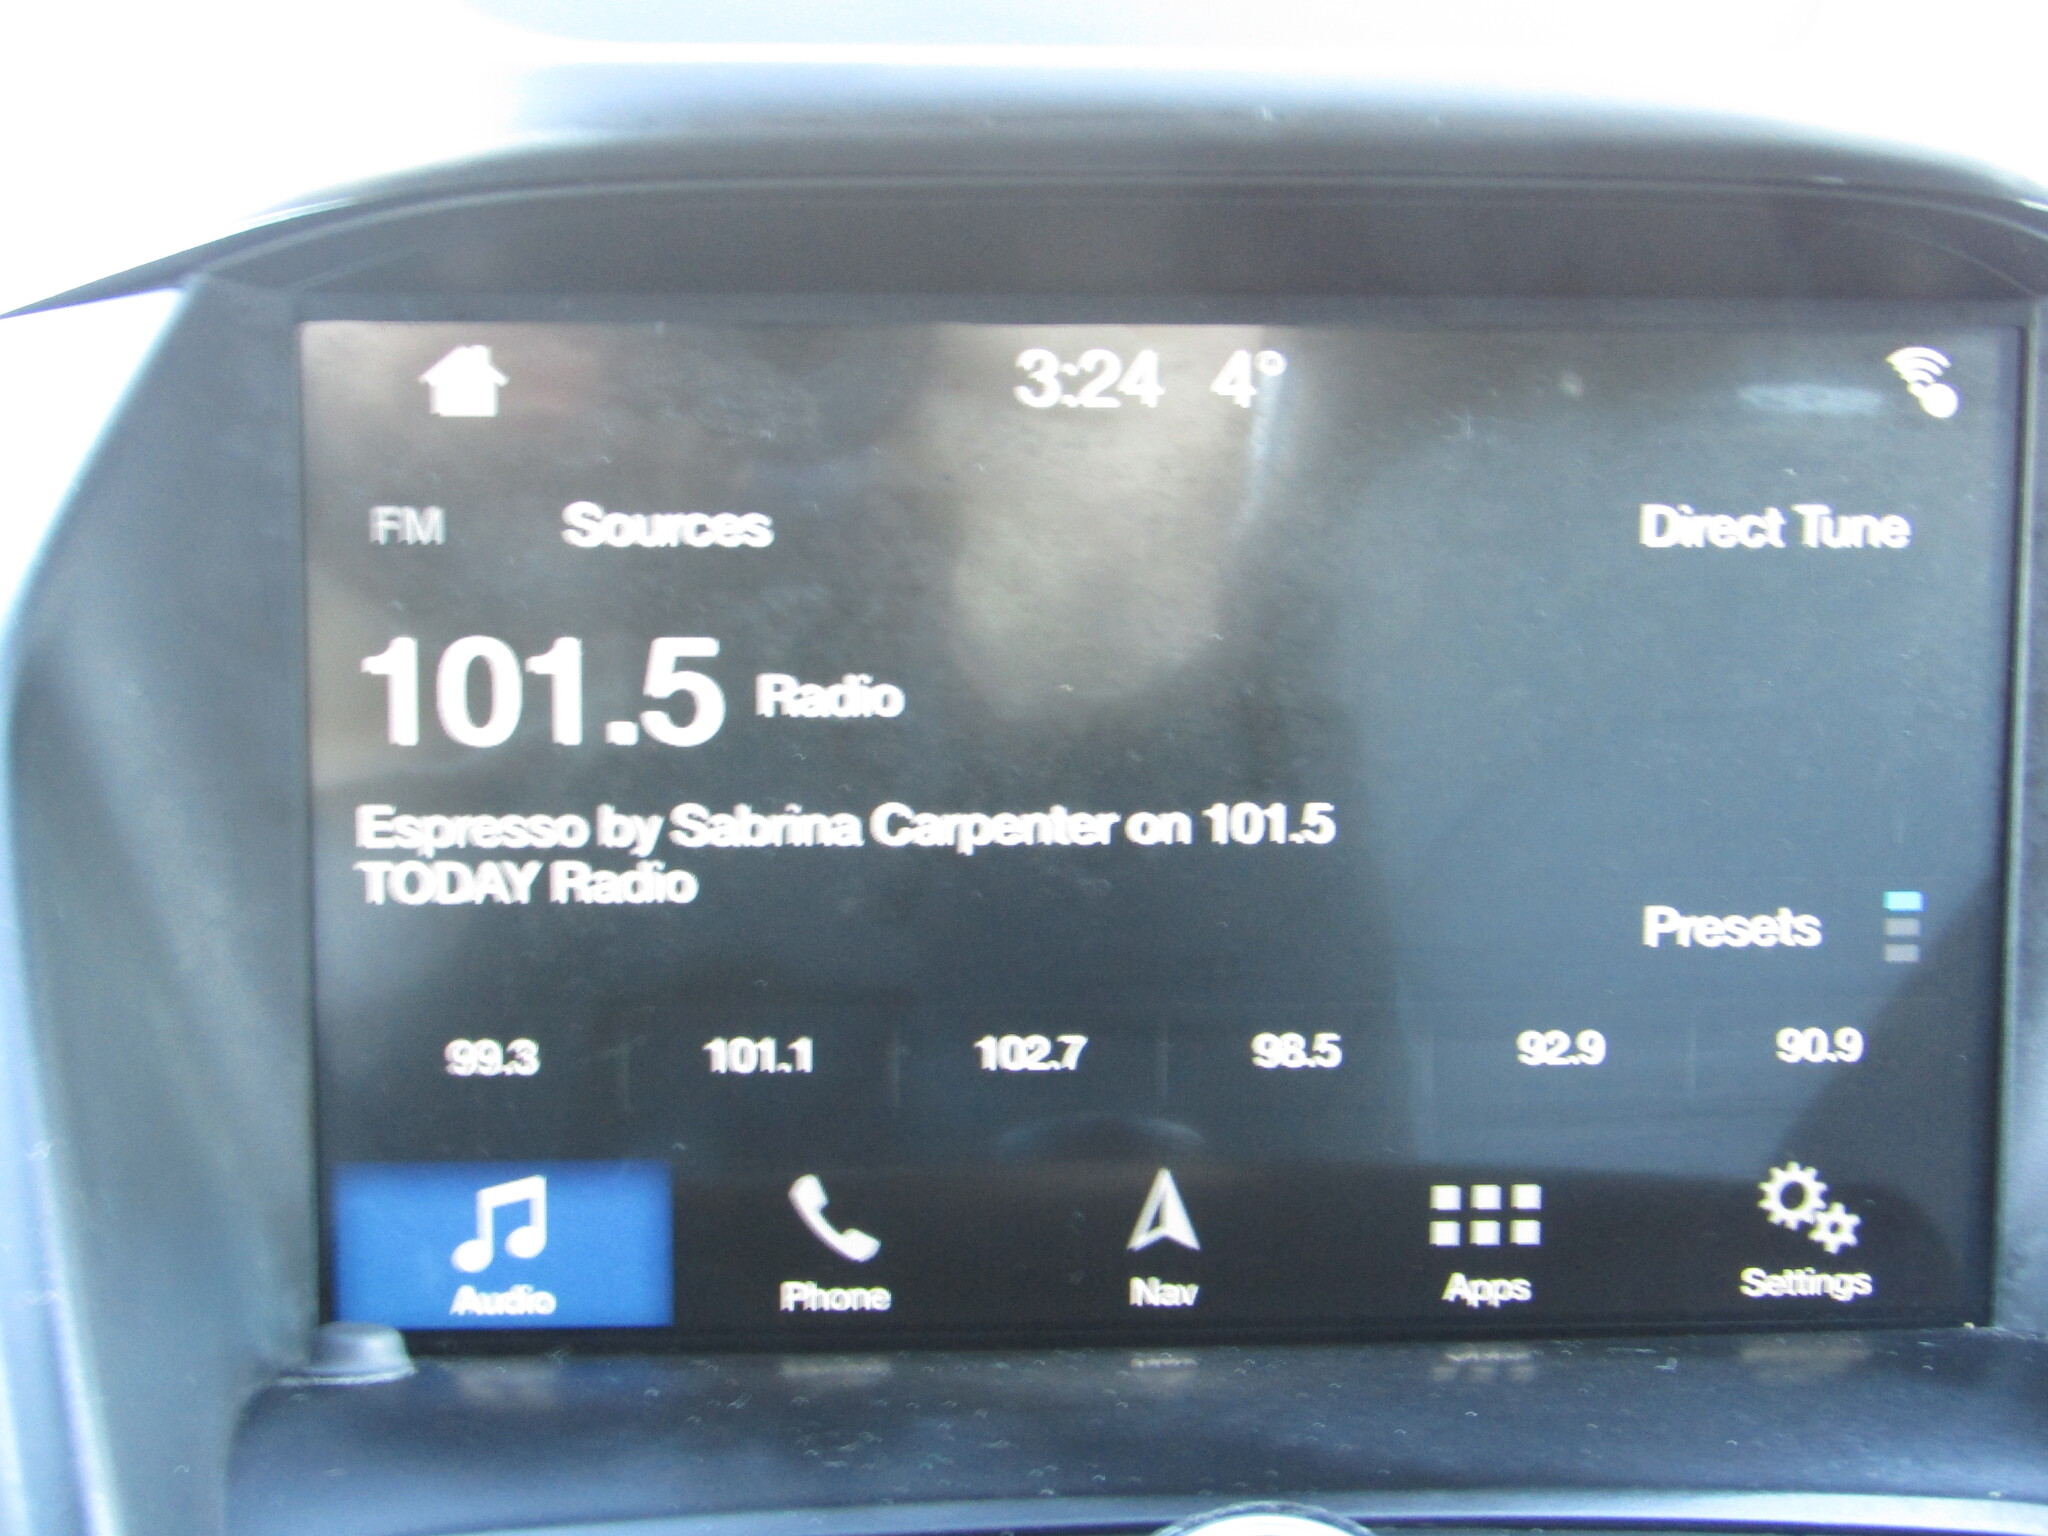 3:24 4°
FM Sources Direct Tune
101.5 Radio
Espresso by Sabrina Carpenter on 101.5
TODAY Radio
Presets
99.3 101.1 102.7 98.5 92.9 90.9
Audio Phone Nav Apps Settings